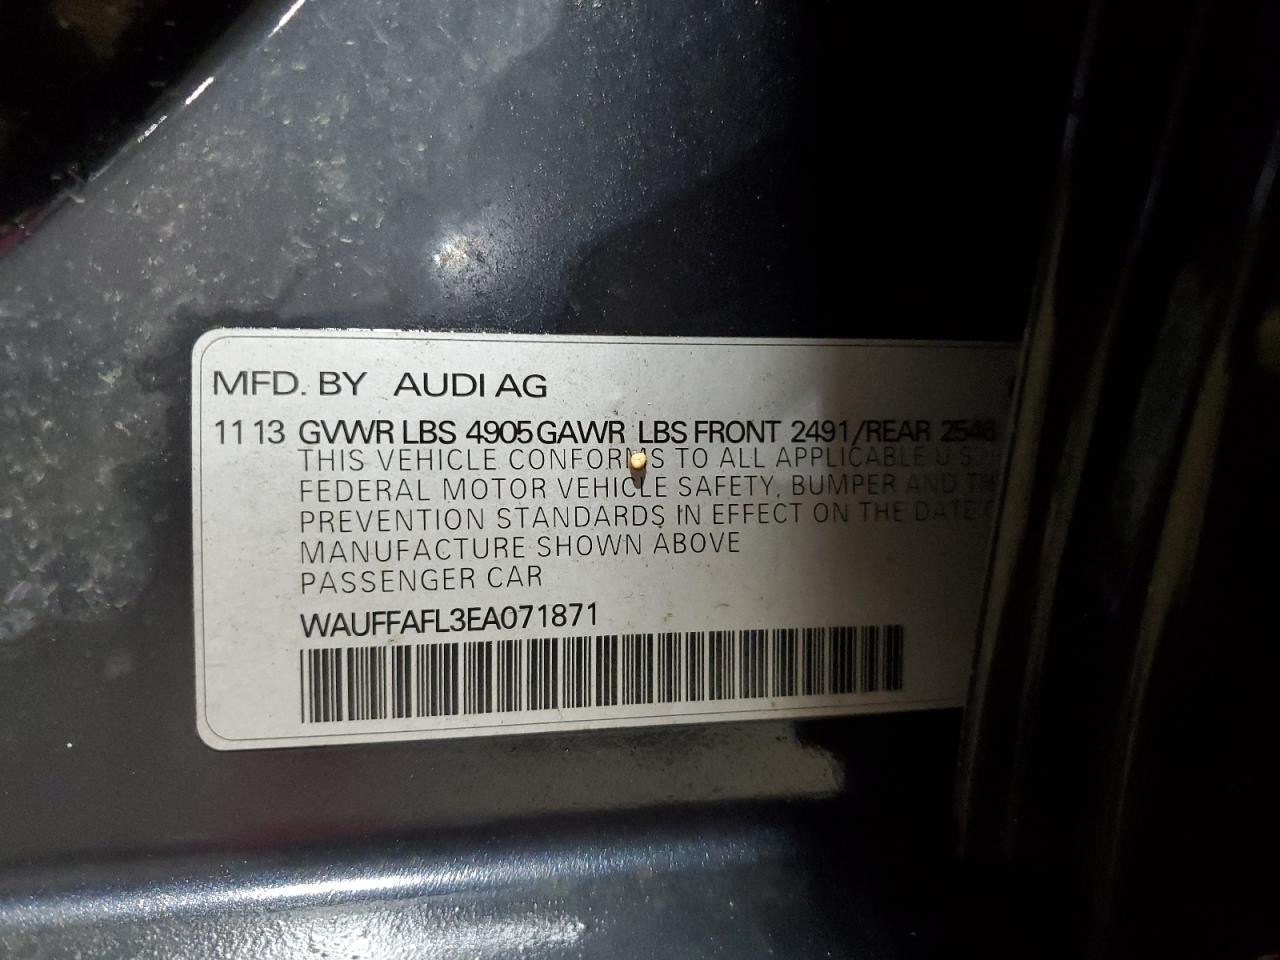 MFD. BY AUDI AG
11 13 GVWR LBS 4905 GAWR LBS FRONT 2491/REAR 2546
THIS VEHICLE CONFORMS TO ALL APPLICABLE U S
FEDERAL MOTOR VEHICLE SAFETY, BUMPER AND TH
PREVENTION STANDARDS IN EFFECT ON THE DATE
MANUFACTURE SHOWN ABOVE
PASSENGER CAR
WAUFFAFL3EA071871